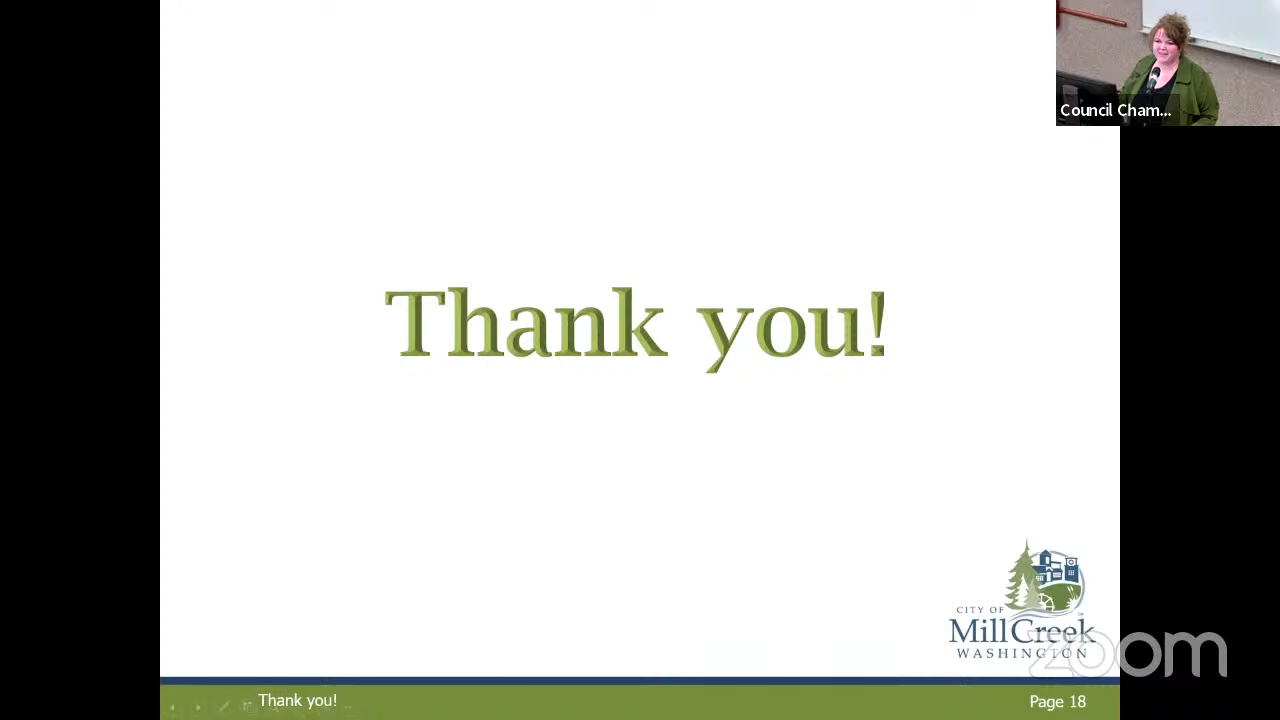 Council Cham...
Thank you!
CITY OF
Mill Creek
WASHINGTON
zoom
Thank you!
Page 18